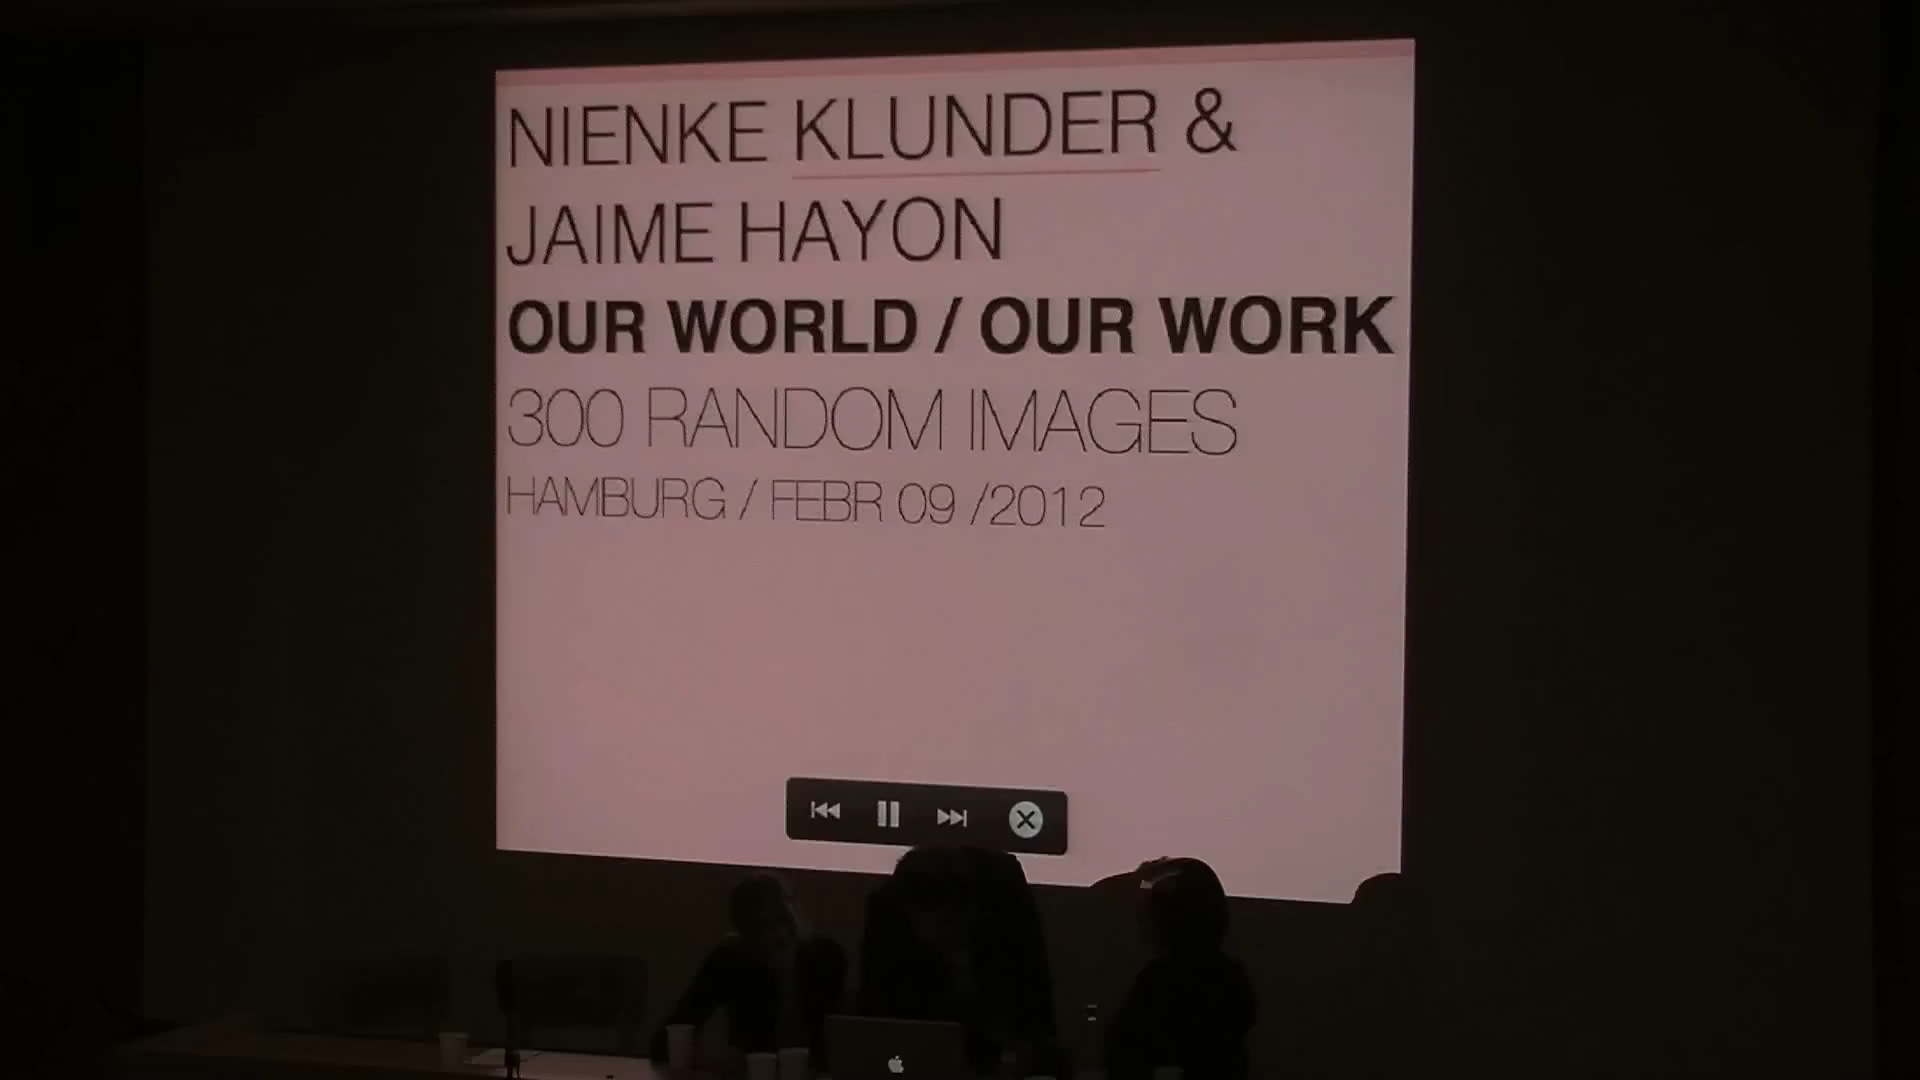 NIENKE KLUNDER &
JAIME HAYON
OUR WORLD / OUR WORK
300 RANDOM IMAGES
HAMBURG / FEBR 09 /2012